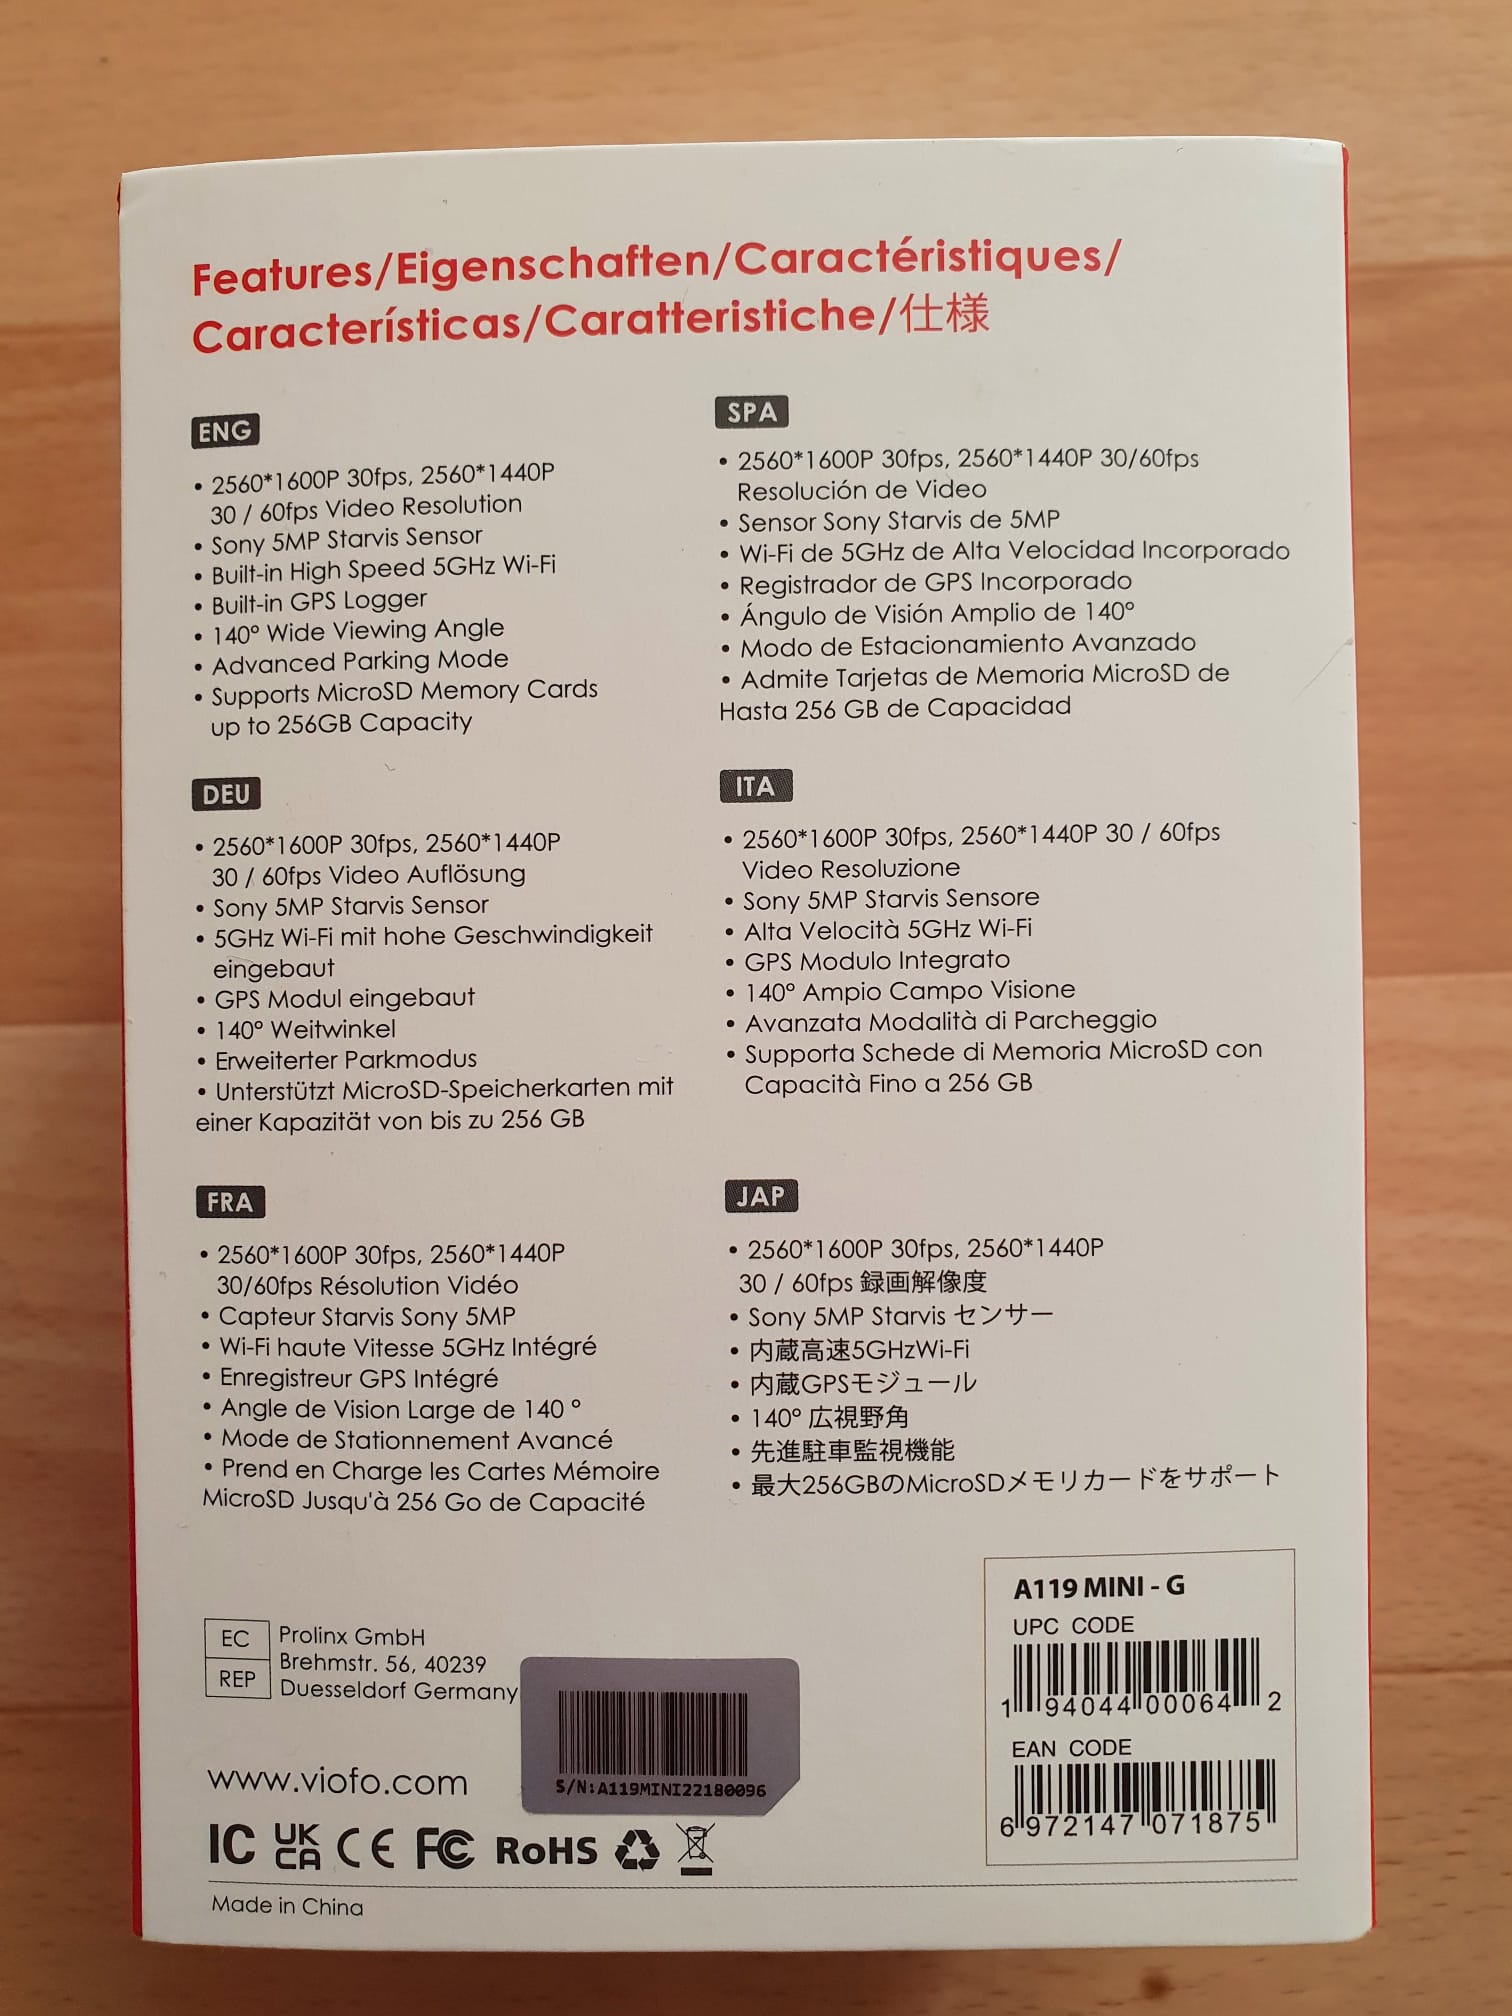 Features/Eigenschaften/Caractéristiques/
Características/Caratteristiche/仕様
ENG
• 2560*1600P 30fps, 2560*1440P
30 / 60fps Video Resolution
• Sony 5MP Starvis Sensor
• Built-in High Speed 5GHz Wi-Fi
• Built-in GPS Logger
• 140° Wide Viewing Angle
• Advanced Parking Mode
• Supports MicroSD Memory Cards
up to 256GB Capacity
DEU
• 2560*1600P 30fps, 2560*1440P
30 / 60fps Video Auflösung
• Sony 5MP Starvis Sensor
• 5GHz Wi-Fi mit hohe Geschwindigkeit
eingebaut
• GPS Modul eingebaut
• 140° Weitwinkel
• Erweiterter Parkmodus
• Unterstützt MicroSD-Speicherkarten mit
einer Kapazität von bis zu 256 GB
FRA
• 2560*1600P 30fps, 2560*1440P
30/60fps Résolution Vidéo
• Capteur Starvis Sony 5MP
• Wi-Fi haute Vitesse 5GHz Intégré
• Enregistreur GPS Intégré
• Angle de Vision Large de 140 °
• Mode de Stationnement Avancé
• Prend en Charge les Cartes Mémoire
MicroSD Jusqu'à 256 Go de Capacité
SPA
• 2560*1600P 30fps, 2560*1440P 30/60fps
Resolución de Video
• Sensor Sony Starvis de 5MP
• Wi-Fi de 5GHz de Alta Velocidad Incorporado
• Registrador de GPS Incorporado
• Ángulo de Visión Amplio de 140°
• Modo de Estacionamiento Avanzado
• Admite Tarjetas de Memoria MicroSD de
Hasta 256 GB de Capacidad
ITA
• 2560*1600P 30fps, 2560*1440P 30 / 60fps
Video Resoluzione
• Sony 5MP Starvis Sensore
• Alta Velocità 5GHz Wi-Fi
• GPS Modulo Integrato
• 140° Ampio Campo Visione
• Avanzata Modalità di Parcheggio
• Supporta Schede di Memoria MicroSD con
Capacità Fino a 256 GB
JAP
• 2560*1600P 30fps, 2560*1440P
30 / 60fps 録画解像度
• Sony 5MP Starvis センサー
• 内蔵高速5GHzWi-Fi
• 内蔵GPSモジュール
• 140° 広視野角
• 先進駐車監視機能
• 最大256GBのMicroSDメモリカードをサポート
EC
REP
Prolinx GmbH
Brehmstr. 56, 40239
Duesseldorf Germany
S/N:A119MINI22180096
www.viofo.com
IC UK CA CE FC RoHS
Made in China
A119 MINI - G
UPC CODE
1 94044 00064 2
EAN CODE
6 972147 071875